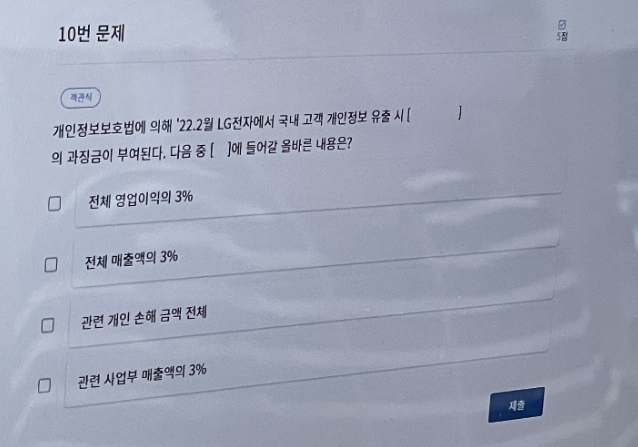 10번 문제
5점
객관식
개인정보보호법에 의해 '22.2월 LG전자에서 국내 고객 개인정보 유출 시 [ ]
의 과징금이 부여된다. 다음 중 [ ]에 들어갈 올바른 내용은?
전체 영업이익의 3%
전체 매출액의 3%
관련 개인 손해 금액 전체
관련 사업부 매출액의 3%
제출